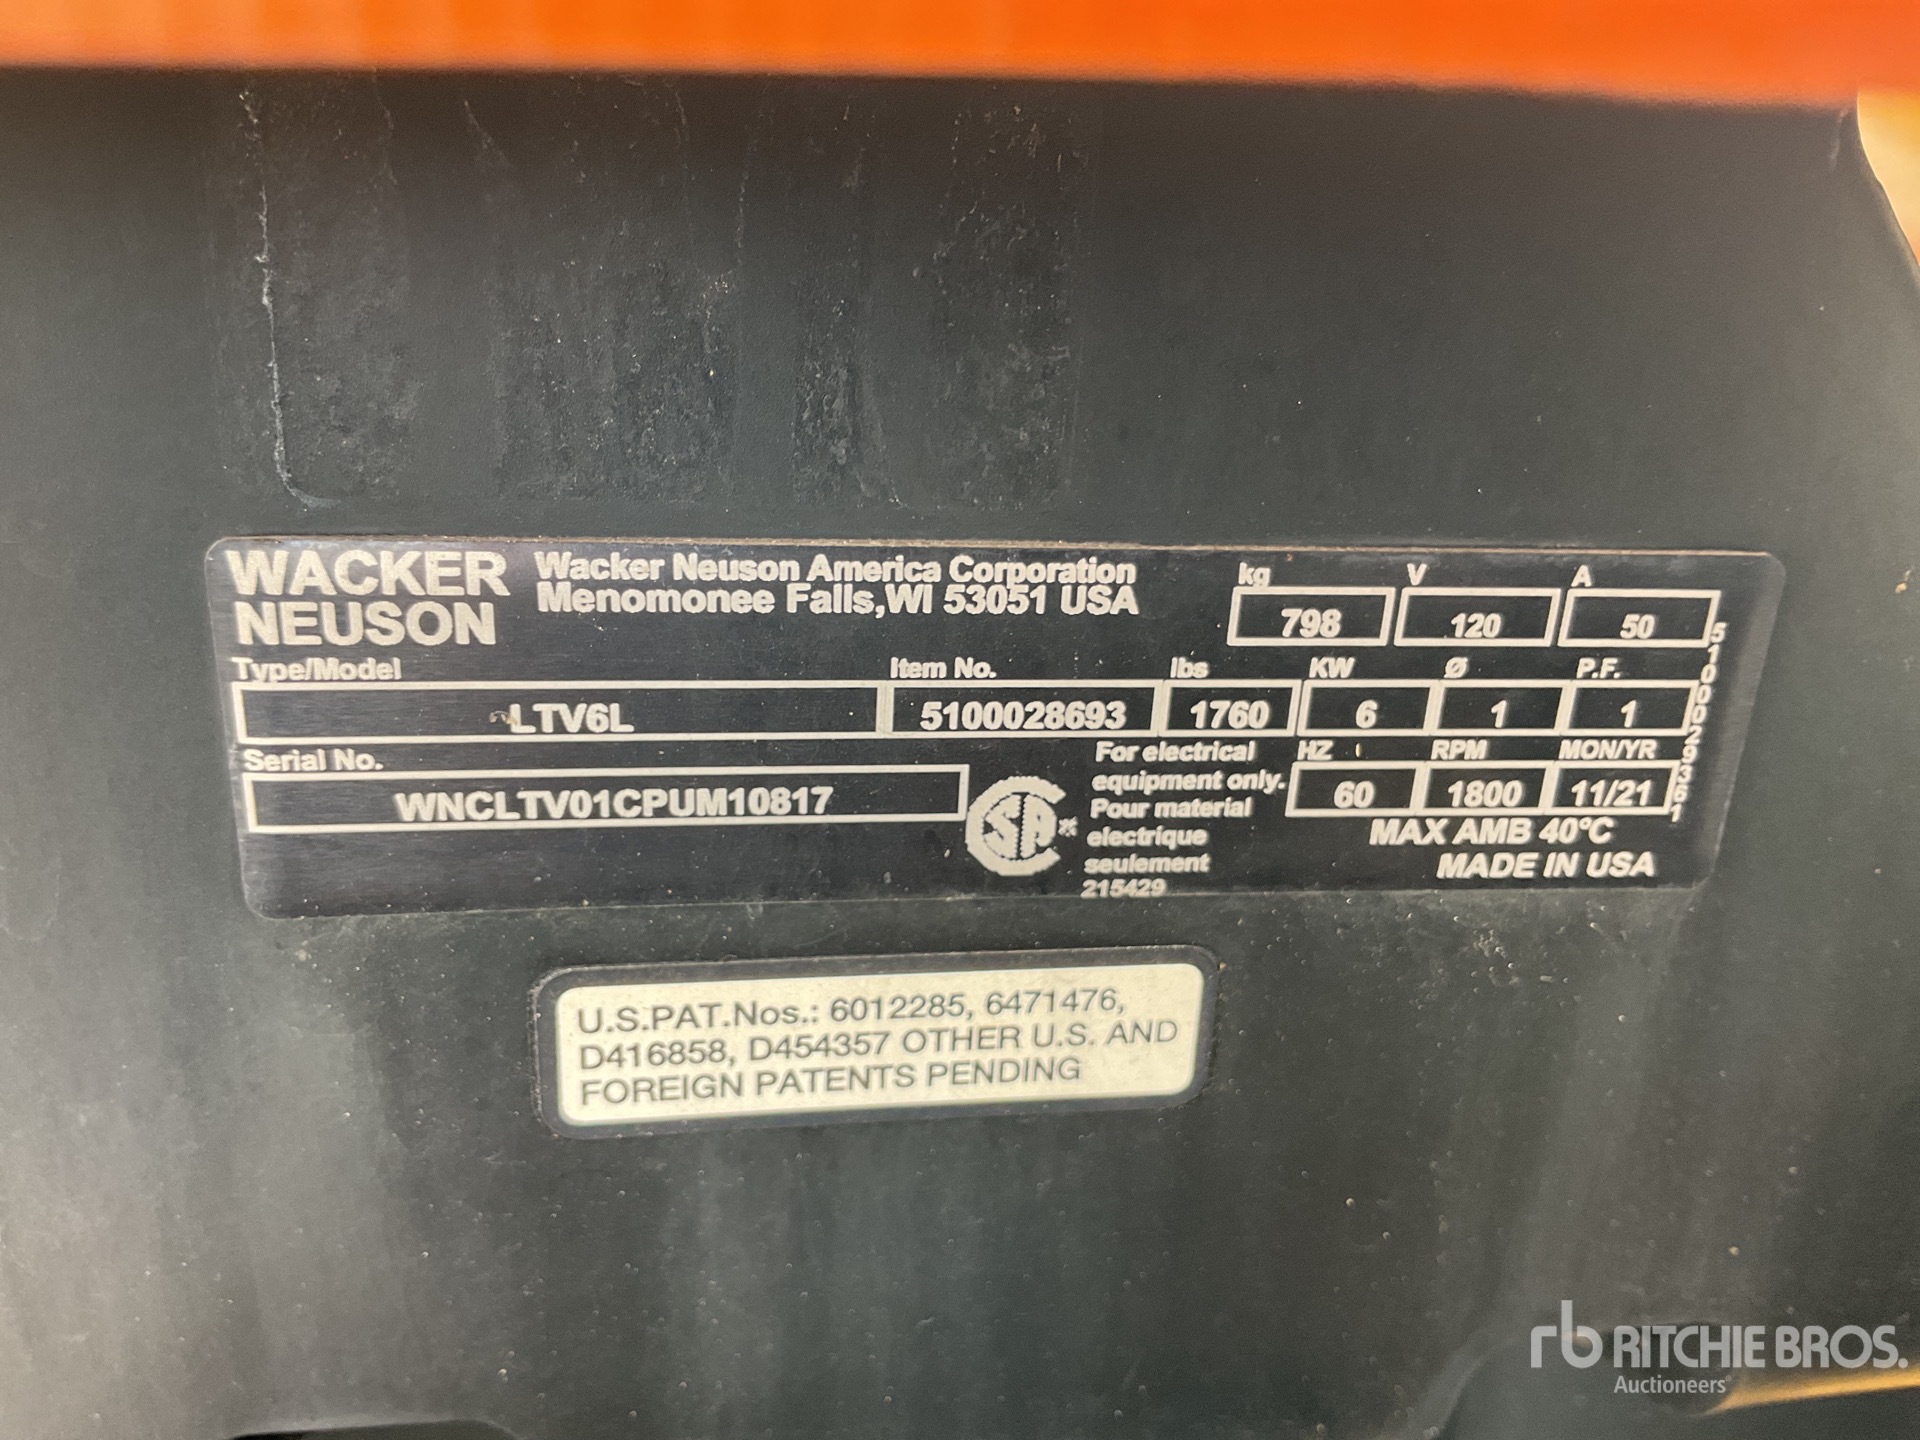 WACKER
NEUSON
Wacker Neuson America Corporation
Menomonee Falls,WI 53051 USA
kg V A
798 120 50
Type/Model Item No. lbs KW Ø P.F.
LTV6L 5100028693 1760 6 1 1
Serial No. HZ RPM MON/YR
WNCLTV01CPUM10817 60 1800 11/21
CSA
For electrical
equipment only.
Pour material
electrique
seulement
215429
MAX AMB 40°C
MADE IN USA
5100029361
U.S.PAT.Nos.: 6012285, 6471476,
D416858, D454357 OTHER U.S. AND
FOREIGN PATENTS PENDING
rb RITCHIE BROS.
Auctioneers